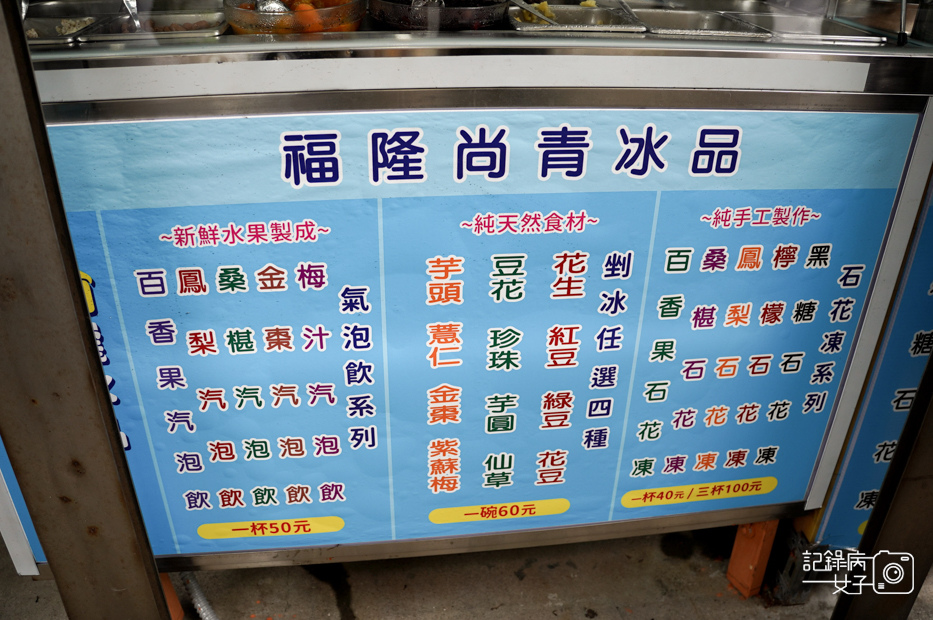 福隆尚青冰品
~新鮮水果製成~
氣泡飲系列
梅汁汽泡飲
金棗汽泡飲
桑椹汽泡飲
鳳梨汽泡飲
百香果汽泡飲
一杯50元
~純天然食材~
剉冰任選四種
花生 紅豆 綠豆 花豆
豆花 珍珠 芋圓 仙草
芋頭 薏仁 金棗 紫蘇梅
一碗60元
~純手工製作~
石花凍系列
黑糖石花凍
檸檬石花凍
鳳梨石花凍
桑椹石花凍
百香果石花凍
一杯40元/三杯100元
糖石花凍
記錄病女子